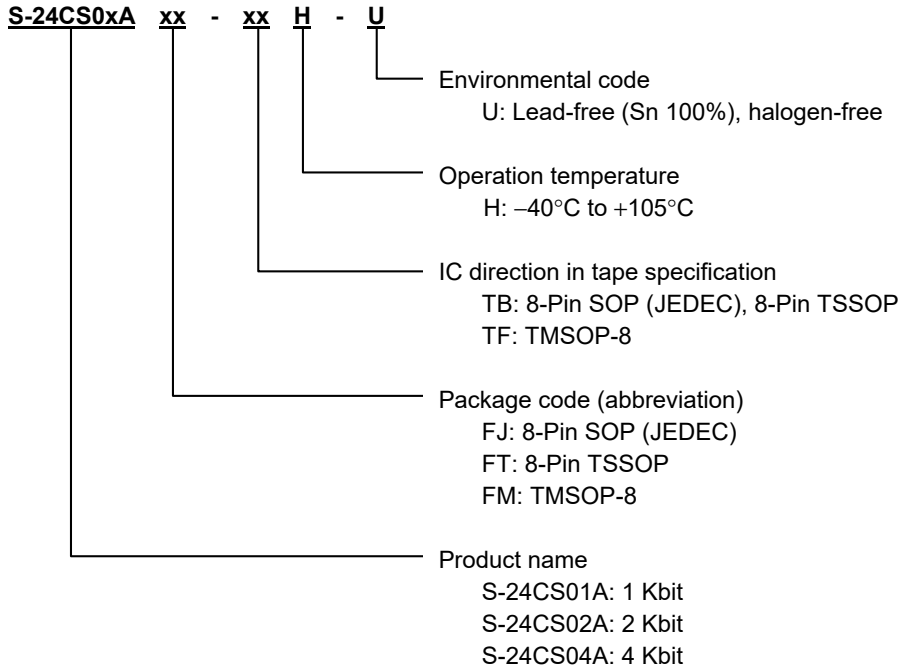 S-24CS0xA xx - xx H - U
Environmental code
U: Lead-free (Sn 100%), halogen-free
Operation temperature
H: −40°C to +105°C
IC direction in tape specification
TB: 8-Pin SOP (JEDEC), 8-Pin TSSOP
TF: TMSOP-8
Package code (abbreviation)
FJ: 8-Pin SOP (JEDEC)
FT: 8-Pin TSSOP
FM: TMSOP-8
Product name
S-24CS01A: 1 Kbit
S-24CS02A: 2 Kbit
S-24CS04A: 4 Kbit